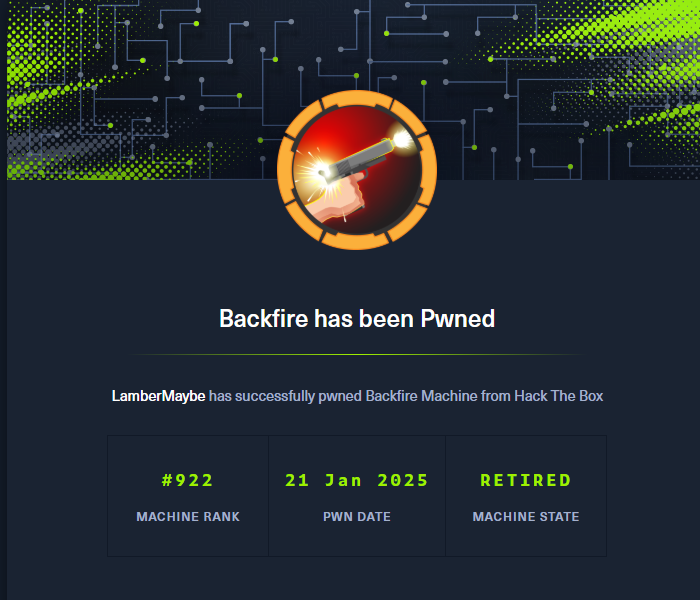 Backfire has been Pwned
LamberMaybe has successfully pwned Backfire Machine from Hack The Box
#922
21 Jan 2025
RETIRED
MACHINE RANK
PWN DATE
MACHINE STATE